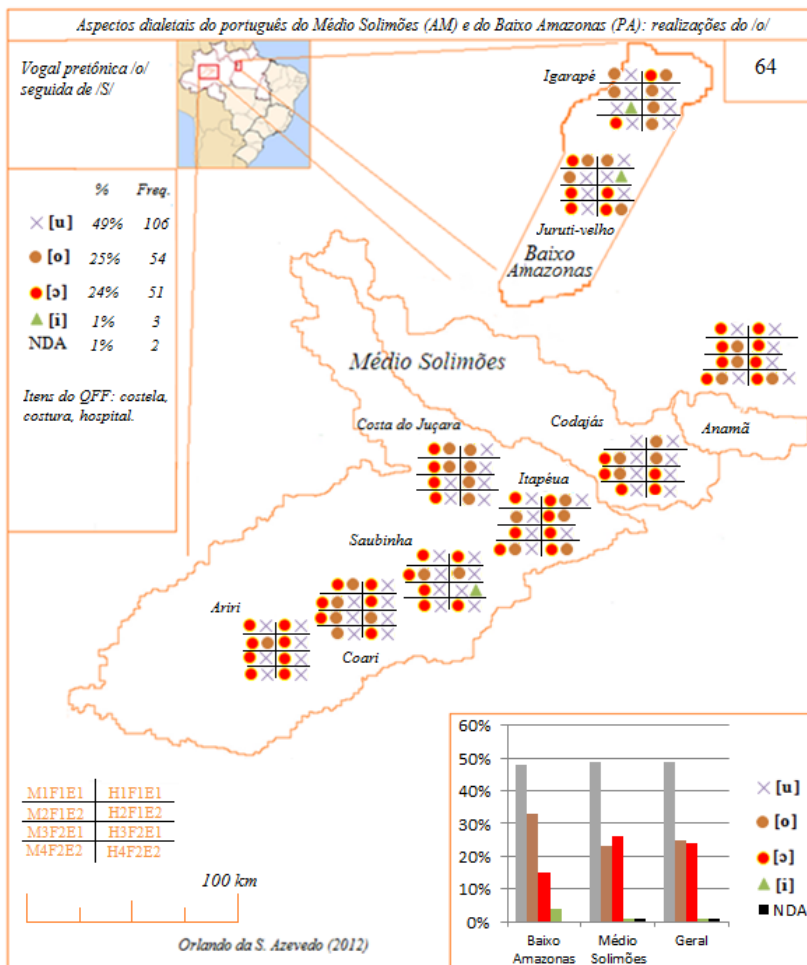 Aspectos dialetais do português do Médio Solimões (AM) e do Baixo Amazonas (PA): realizações do /o/
Vogal pretônica /o/
seguida de /S/
64
% Freq.
[u] 49% 106
[o] 25% 54
[ɔ] 24% 51
[i] 1% 3
NDA 1% 2
Itens do QFF: costela,
costura, hospital.
Igarapé
Juruti-velho
Baixo
Amazonas
Médio Solimões
Costa do Juçara
Codajás
Anamã
Itapéua
Saubinha
Ariri
Coari
M1F1E1 H1F1E1
M2F1E2 H2F1E2
M3F2E1 H3F2E1
M4F2E2 H4F2E2
100 km
Orlando da S. Azevedo (2012)
60%
50%
40%
30%
20%
10%
0%
Baixo
Amazonas
Médio
Solimões
Geral
[u]
[o]
[ɔ]
[i]
NDA